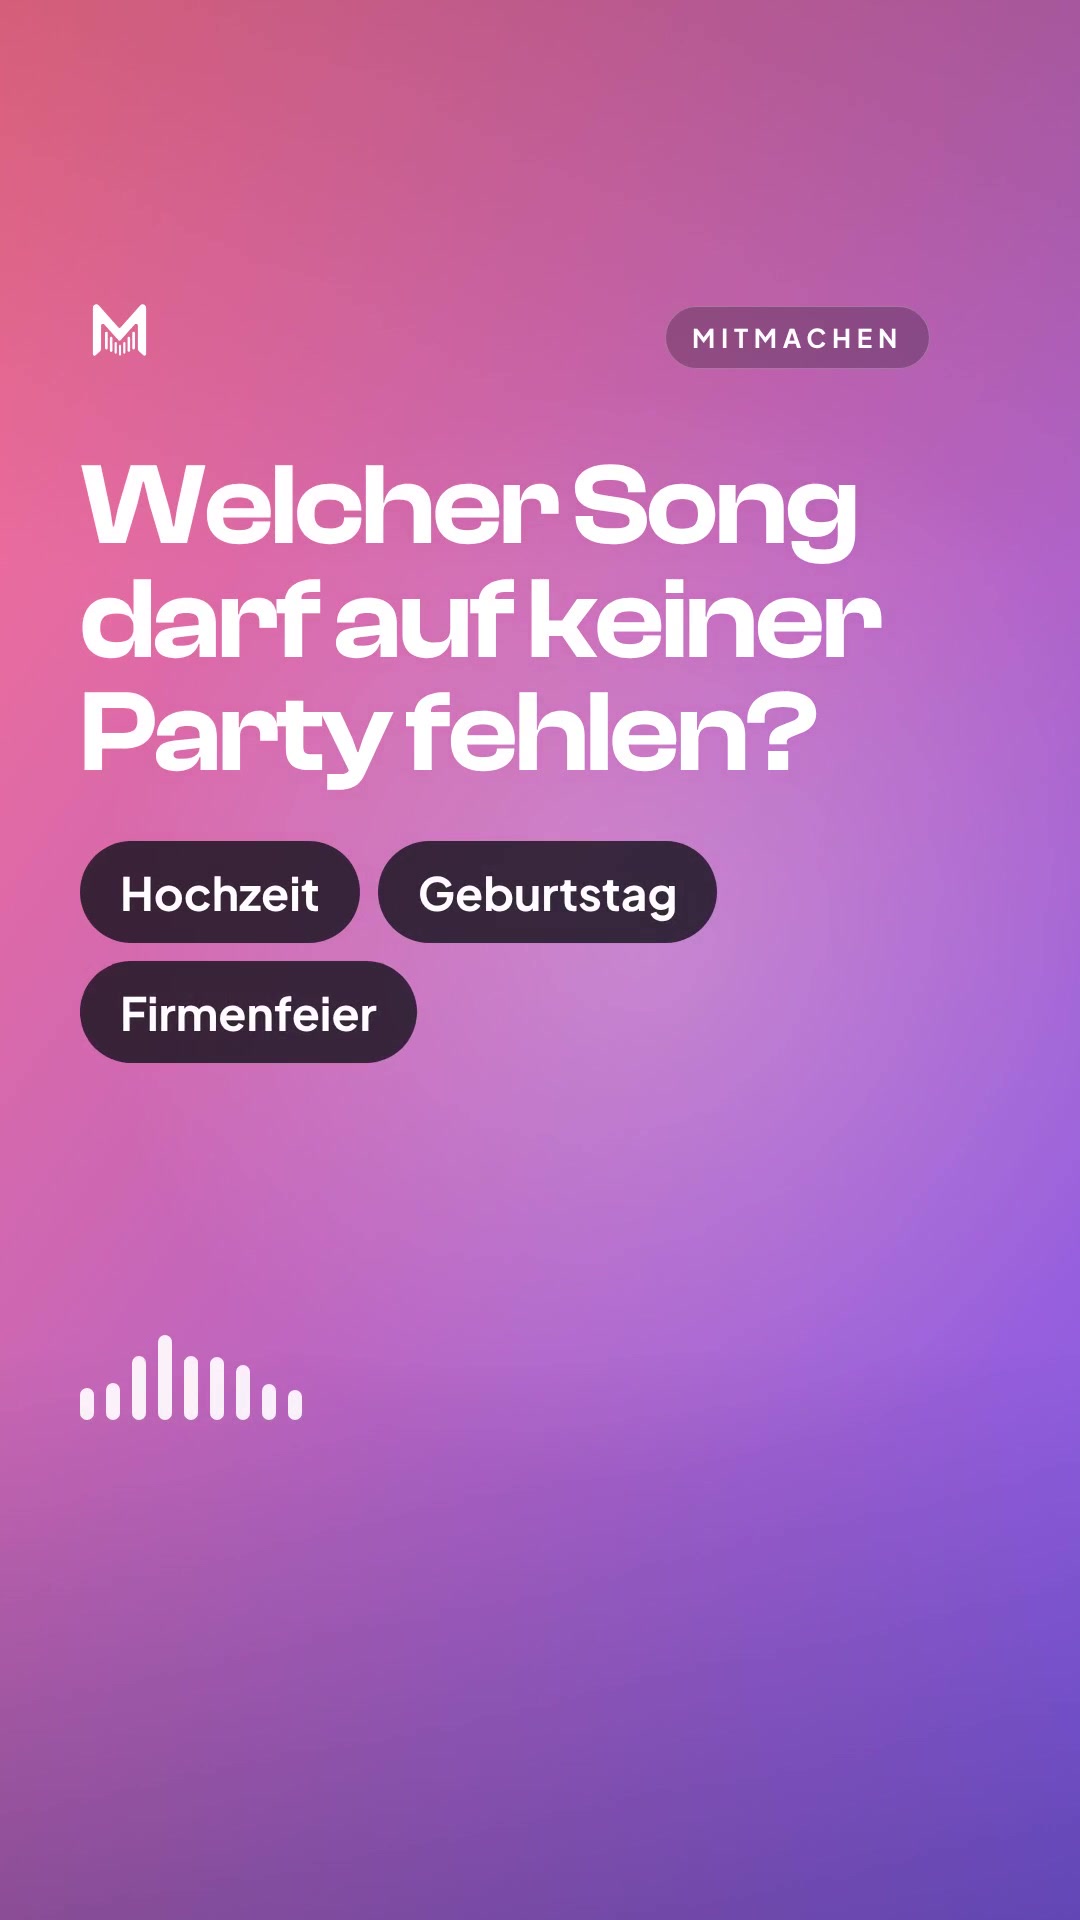 MITMACHEN
Welcher Song
darf auf keiner
Party fehlen?
Hochzeit
Geburtstag
Firmenfeier